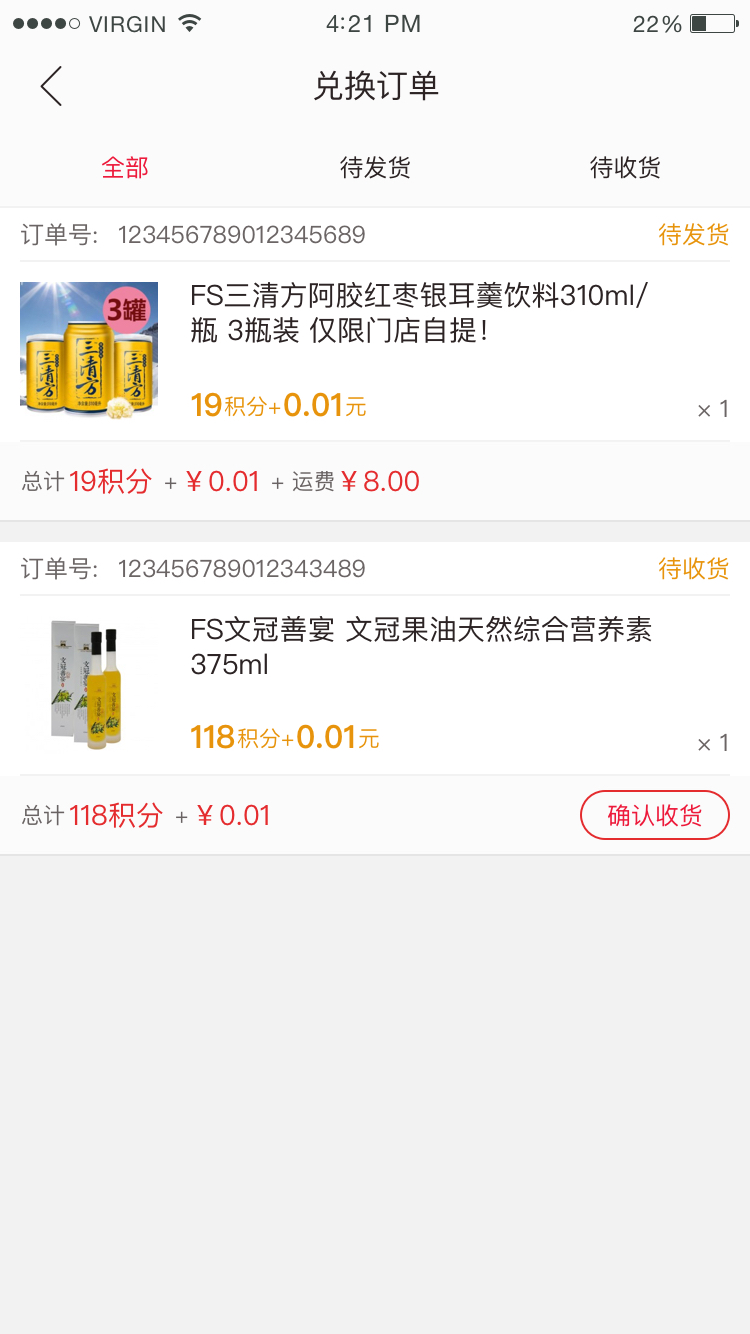 VIRGIN
4:21 PM
22%
兑换订单
全部
待发货
待收货
订单号: 123456789012345689
待发货
3罐
三清方
三清方
三清方
FS三清方阿胶红枣银耳羹饮料310ml/
瓶 3瓶装 仅限门店自提!
19积分+0.01元
× 1
总计19积分 + ¥0.01 + 运费¥8.00
订单号: 123456789012343489
待收货
文冠善宴
FS文冠善宴 文冠果油天然综合营养素
375ml
118积分+0.01元
× 1
总计118积分 + ¥0.01
确认收货